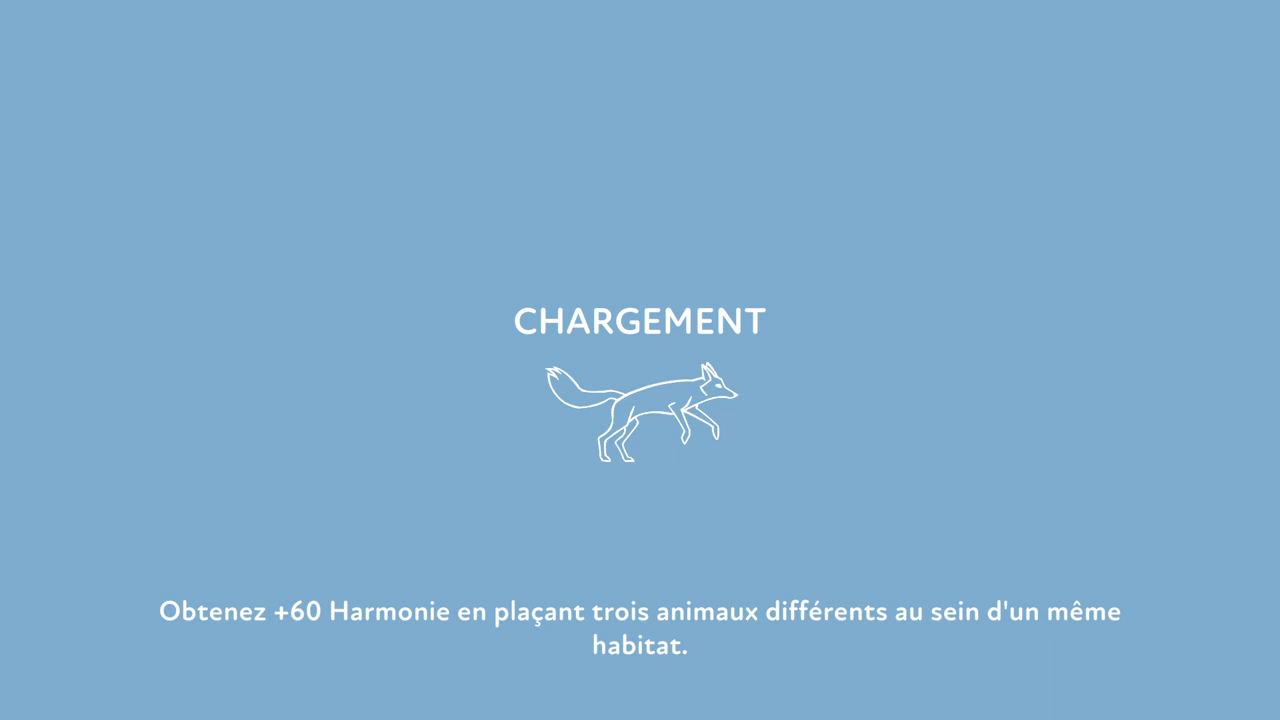 CHARGEMENT
Obtenez +60 Harmonie en plaçant trois animaux différents au sein d'un même
habitat.